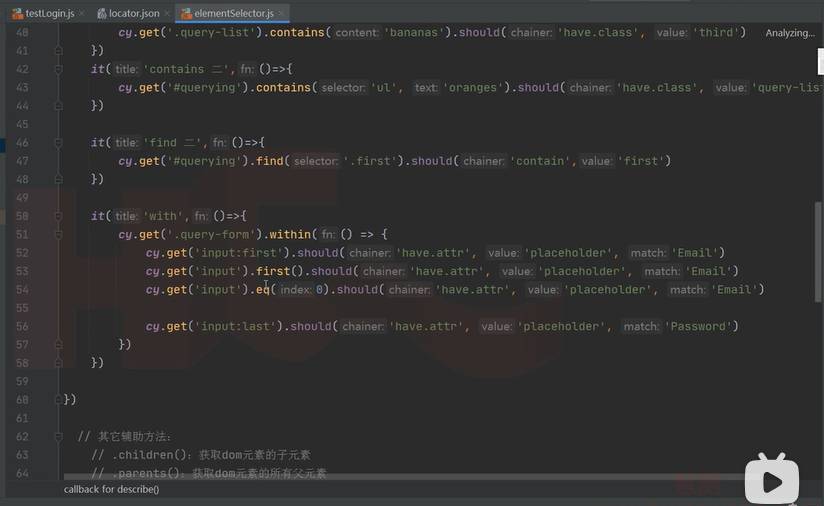 testLogin.js × locator.json × elementSelector.js ×
40 cy.get('.query-list').contains( content: 'bananas').should( chainer: 'have.class', value: 'third') Analyzing...
41 })
42 it( title: 'contains 二', fn: ()=>{
43 cy.get('#querying').contains( selector: 'ul', text: 'oranges').should( chainer: 'have.class', value: 'query-lis
44 })
45
46 it( title: 'find 二', fn: ()=>{
47 cy.get('#querying').find( selector: '.first').should( chainer: 'contain', value: 'first')
48 })
49
50 it( title: 'with', fn: ()=>{
51 cy.get('.query-form').within( fn: () => {
52 cy.get('input:first').should( chainer: 'have.attr', value: 'placeholder', match: 'Email')
53 cy.get('input').first().should( chainer: 'have.attr', value: 'placeholder', match: 'Email')
54 cy.get('input').eq( index: 0).should( chainer: 'have.attr', value: 'placeholder', match: 'Email')
55
56 cy.get('input:last').should( chainer: 'have.attr', value: 'placeholder', match: 'Password')
57 })
58 })
59
60 })
61
62 // 其它辅助方法：
63 // .children()：获取dom元素的子元素
64 // .parents()：获取dom元素的所有父元素
callback for describe()